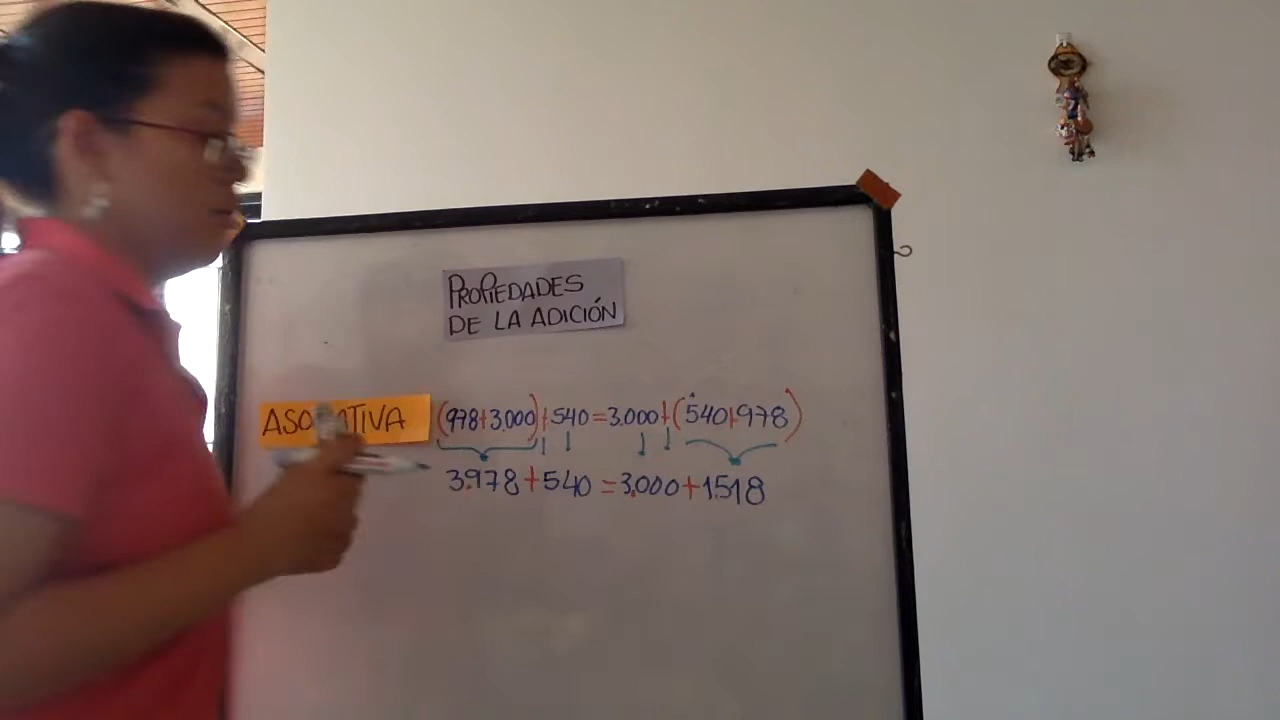 PROPIEDADES
DE LA ADICIÓN
ASOCIATIVA (978+3.000)+540=3.000+(540+978)
3.978+540=3.000+1.518